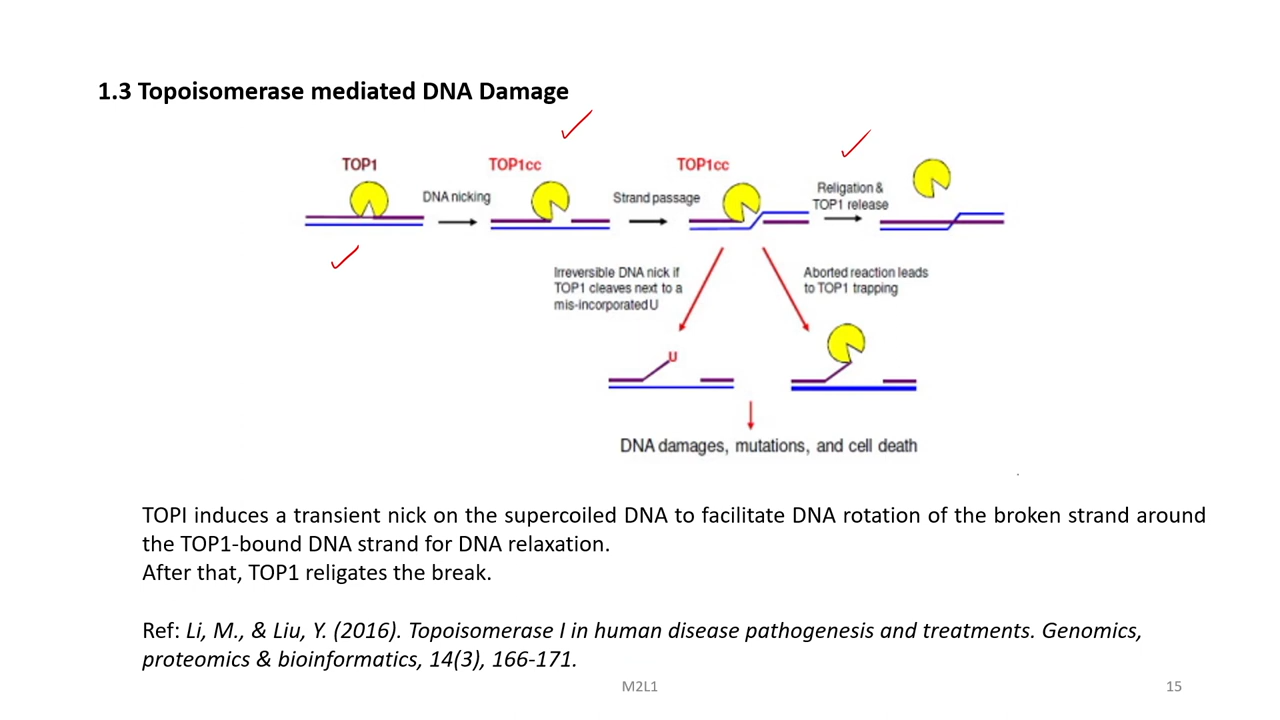 1.3 Topoisomerase mediated DNA Damage
TOP1
TOP1cc
TOP1cc
DNA nicking
Strand passage
Religation &
TOP1 release
Irreversible DNA nick if
TOP1 cleaves next to a
mis-incorporated U
Aborted reaction leads
to TOP1 trapping
U
DNA damages, mutations, and cell death
TOPI induces a transient nick on the supercoiled DNA to facilitate DNA rotation of the broken strand around
the TOP1-bound DNA strand for DNA relaxation.
After that, TOP1 religates the break.
Ref: Li, M., & Liu, Y. (2016). Topoisomerase I in human disease pathogenesis and treatments. Genomics,
proteomics & bioinformatics, 14(3), 166-171.
M2L1
15